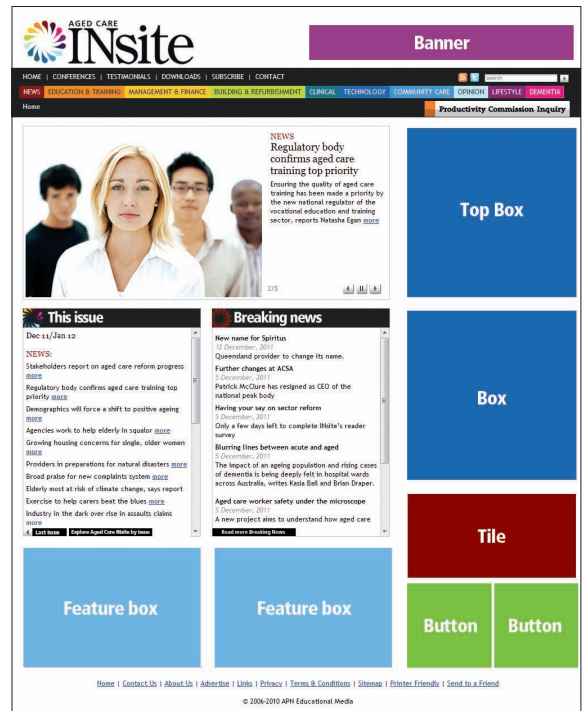 AGED CARE
INsite
Banner
HOME | CONFERENCES | TESTIMONIALS | DOWNLOADS | SUBSCRIBE | CONTACT
search
NEWS EDUCATION & TRAINING MANAGEMENT & FINANCE BUILDING & REFURBISHMENT CLINICAL TECHNOLOGY COMMUNITY CARE OPINION LIFESTYLE DEMENTIA
Home
Productivity Commission Inquiry
NEWS
Regulatory body
confirms aged care
training top priority
Ensuring the quality of aged care
training has been made a priority by
the new national regulator of the
vocational education and training
sector, reports Natasha Egan more
2/5
Top Box
This issue
Dec 11/Jan 12
NEWS:
Stakeholders report on aged care reform progress
more
Regulatory body confirms aged care training top
priority more
Demographics will force a shift to positive ageing
more
Agencies work to help elderly in squalor more
Growing housing concerns for single, older women
more
Providers in preparations for natural disasters more
Broad praise for new complaints system more
Elderly most at risk of climate change, says report
Exercise to help carers beat the blues more
Industry in the dark over rise in assaults claims
more
Last Issue Explore Aged Care INsite by issue
Breaking news
New name for Spiritus
12 December, 2011
Queensland provider to change its name.
Further changes at ACSA
5 December, 2011
Patrick McClure has resigned as CEO of the
national peak body
Having your say on sector reform
5 December, 2011
Only a few days left to complete INsite's reader
survey
Blurring lines between acute and aged
5 December, 2011
The impact of an ageing population and rising cases
of dementia is being deeply felt in hospital wards
across Australia, writes Kasia Bail and Brian Draper.
Aged care worker safety under the microscope
5 December, 2011
A new project aims to understand how aged care
Read more Breaking News
Box
Tile
Feature box
Feature box
Button
Button
Home | Contact Us | About Us | Advertise | Links | Privacy | Terms & Conditions | Sitemap | Printer Friendly | Send to a Friend
© 2006-2010 APN Educational Media